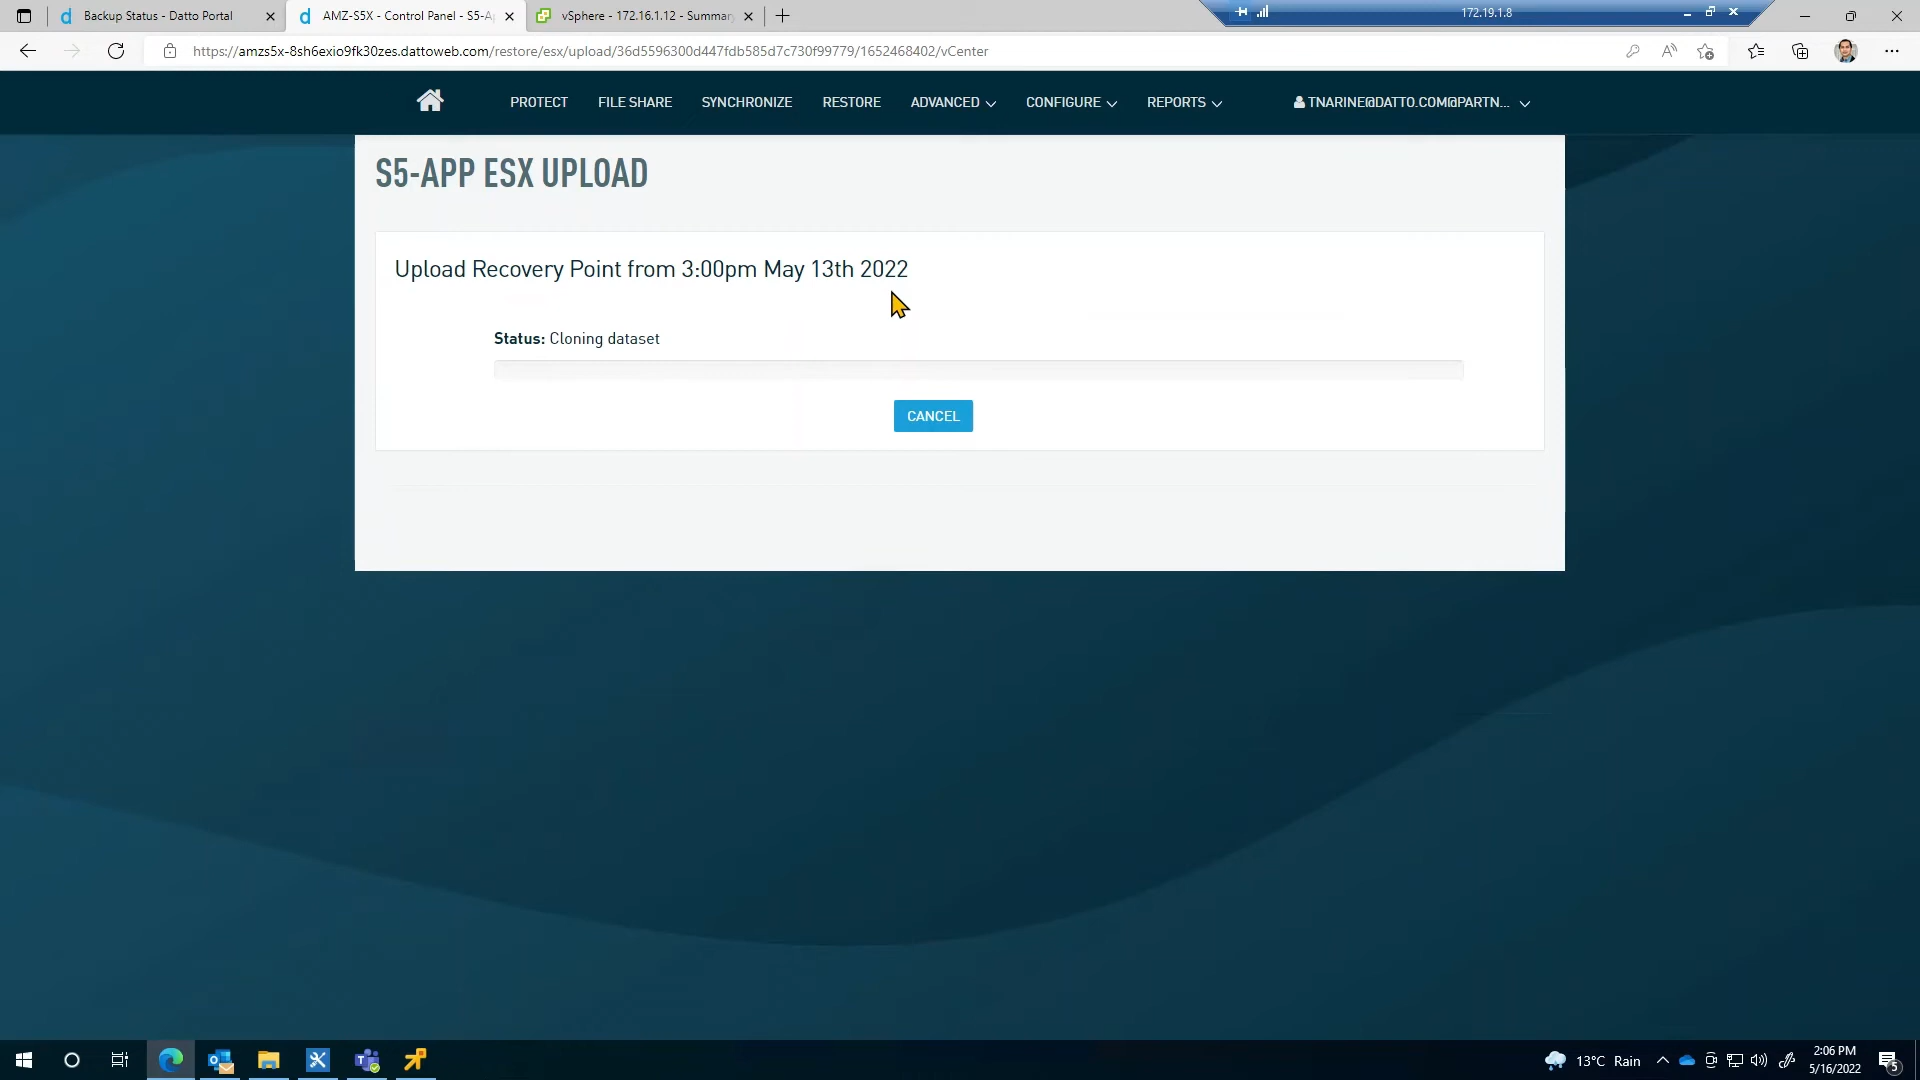 Backup Status - Datto Portal
AMZ-S5X - Control Panel - S5-A
vSphere - 172.16.1.12 - Summar
172.19.1.8
https://amzs5x-8sh6exio9fk30zes.dattoweb.com/restore/esx/upload/36d5596300d447fdb585d7c730f99779/1652468402/vCenter
PROTECT FILE SHARE SYNCHRONIZE RESTORE ADVANCED CONFIGURE REPORTS TNARINE@DATTO.COM@PARTN...
S5-APP ESX UPLOAD
Upload Recovery Point from 3:00pm May 13th 2022
Status: Cloning dataset
CANCEL
13°C Rain
2:06 PM
5/16/2022
5